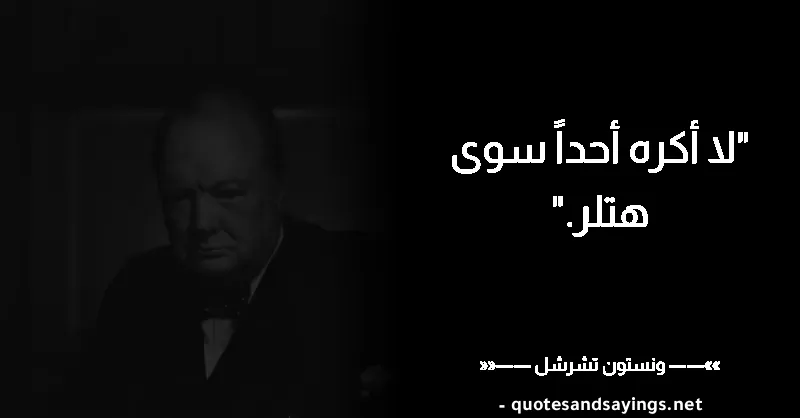 "لا أكره أحداً سوى
هتلر."
»»—— ونستون تشرشل ——««
- quotesandsayings.net